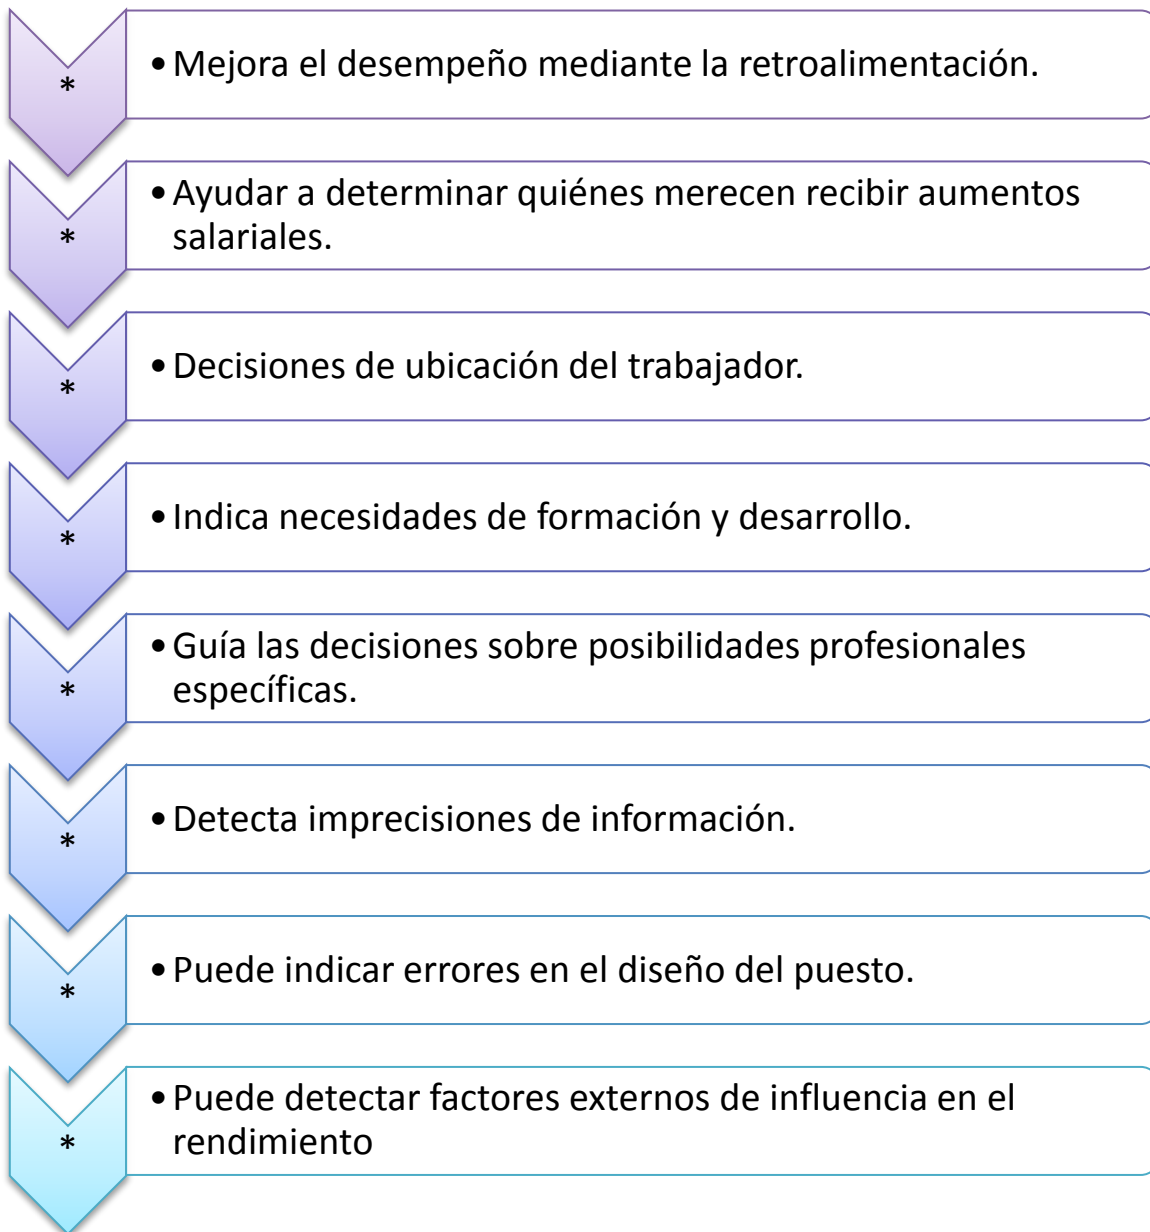 *
• Mejora el desempeño mediante la retroalimentación.
*
• Ayudar a determinar quiénes merecen recibir aumentos
salariales.
*
• Decisiones de ubicación del trabajador.
*
• Indica necesidades de formación y desarrollo.
*
• Guía las decisiones sobre posibilidades profesionales
específicas.
*
• Detecta imprecisiones de información.
*
• Puede indicar errores en el diseño del puesto.
*
• Puede detectar factores externos de influencia en el
rendimiento